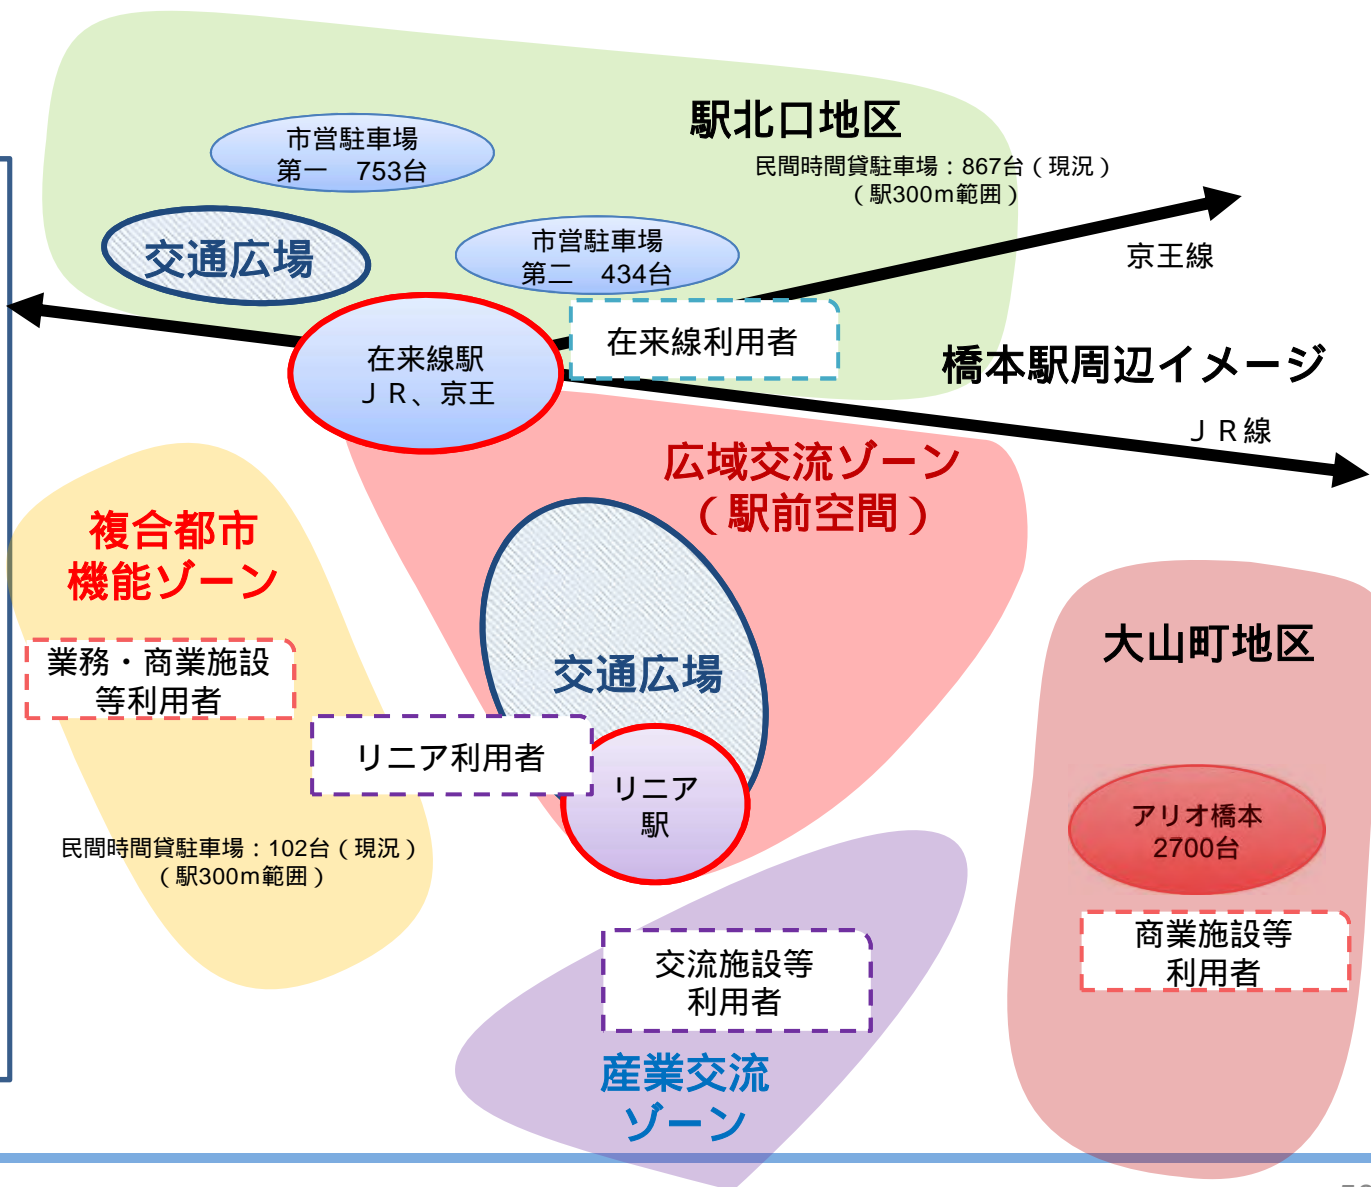 駅北口地区
民間時間貸駐車場：867台（現況）
（駅300m範囲）
市営駐車場
第一　753台
市営駐車場
第二　434台
交通広場
京王線
在来線駅
ＪＲ、京王
在来線利用者
橋本駅周辺イメージ
ＪＲ線
広域交流ゾーン
（駅前空間）
複合都市
機能ゾーン
業務・商業施設
等利用者
交通広場
リニア利用者
リニア
駅
民間時間貸駐車場：102台（現況）
（駅300m範囲）
大山町地区
アリオ橋本
2700台
商業施設等
利用者
交流施設等
利用者
産業交流
ゾーン